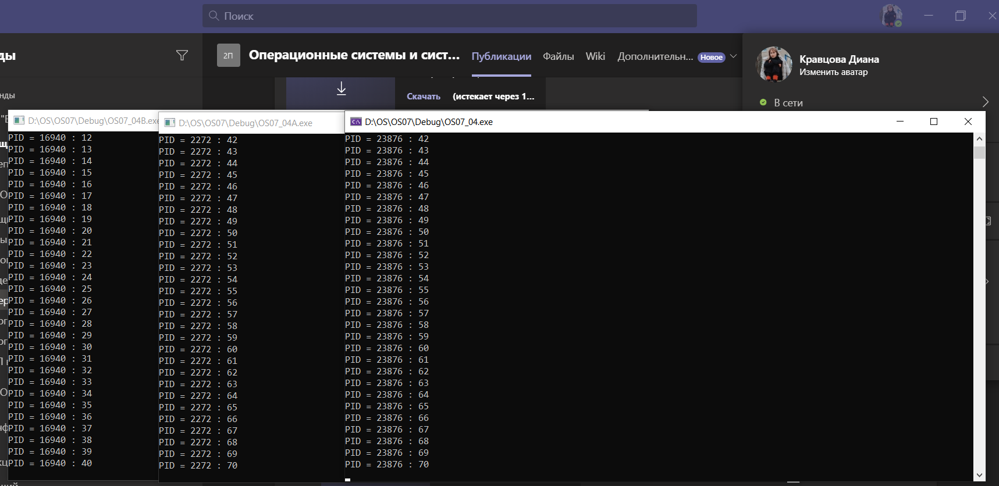 Поиск
ды
2П
Операционные системы и сист...
Публикации
Файлы
Wiki
Дополнительн...
Новое
Кравцова Диана
Изменить аватар
нды
Скачать
(истекает через 1...
В сети
D:\OS\OS07\Debug\OS07_04B.exe
PID = 16940 : 12
PID = 16940 : 13
PID = 16940 : 14
PID = 16940 : 15
PID = 16940 : 16
PID = 16940 : 17
PID = 16940 : 18
PID = 16940 : 19
PID = 16940 : 20
PID = 16940 : 21
PID = 16940 : 22
PID = 16940 : 23
PID = 16940 : 24
PID = 16940 : 25
PID = 16940 : 26
PID = 16940 : 27
PID = 16940 : 28
PID = 16940 : 29
PID = 16940 : 30
PID = 16940 : 31
PID = 16940 : 32
PID = 16940 : 33
PID = 16940 : 34
PID = 16940 : 35
PID = 16940 : 36
PID = 16940 : 37
PID = 16940 : 38
PID = 16940 : 39
PID = 16940 : 40
D:\OS\OS07\Debug\OS07_04A.exe
PID = 2272 : 42
PID = 2272 : 43
PID = 2272 : 44
PID = 2272 : 45
PID = 2272 : 46
PID = 2272 : 47
PID = 2272 : 48
PID = 2272 : 49
PID = 2272 : 50
PID = 2272 : 51
PID = 2272 : 52
PID = 2272 : 53
PID = 2272 : 54
PID = 2272 : 55
PID = 2272 : 56
PID = 2272 : 57
PID = 2272 : 58
PID = 2272 : 59
PID = 2272 : 60
PID = 2272 : 61
PID = 2272 : 62
PID = 2272 : 63
PID = 2272 : 64
PID = 2272 : 65
PID = 2272 : 66
PID = 2272 : 67
PID = 2272 : 68
PID = 2272 : 69
PID = 2272 : 70
D:\OS\OS07\Debug\OS07_04.exe
PID = 23876 : 42
PID = 23876 : 43
PID = 23876 : 44
PID = 23876 : 45
PID = 23876 : 46
PID = 23876 : 47
PID = 23876 : 48
PID = 23876 : 49
PID = 23876 : 50
PID = 23876 : 51
PID = 23876 : 52
PID = 23876 : 53
PID = 23876 : 54
PID = 23876 : 55
PID = 23876 : 56
PID = 23876 : 57
PID = 23876 : 58
PID = 23876 : 59
PID = 23876 : 60
PID = 23876 : 61
PID = 23876 : 62
PID = 23876 : 63
PID = 23876 : 64
PID = 23876 : 65
PID = 23876 : 66
PID = 23876 : 67
PID = 23876 : 68
PID = 23876 : 69
PID = 23876 : 70